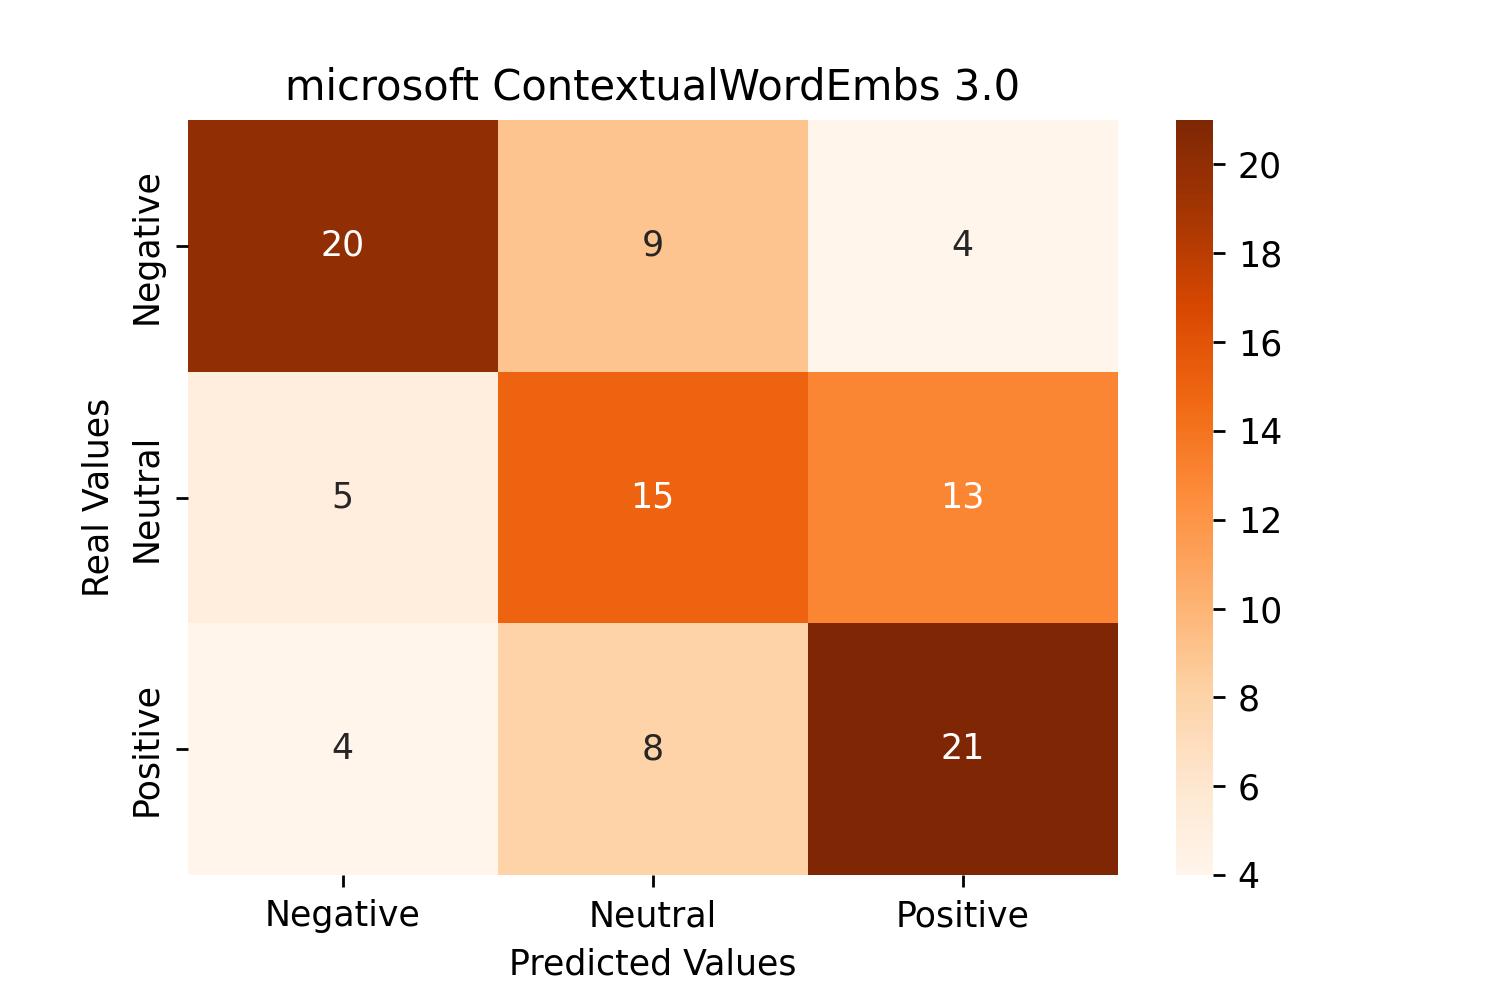 microsoft ContextualWordEmbs 3.0
Real Values
Negative
20 9 4
Neutral
5 15 13
Positive
4 8 21
Negative Neutral Positive
Predicted Values
20
18
16
14
12
10
8
6
4